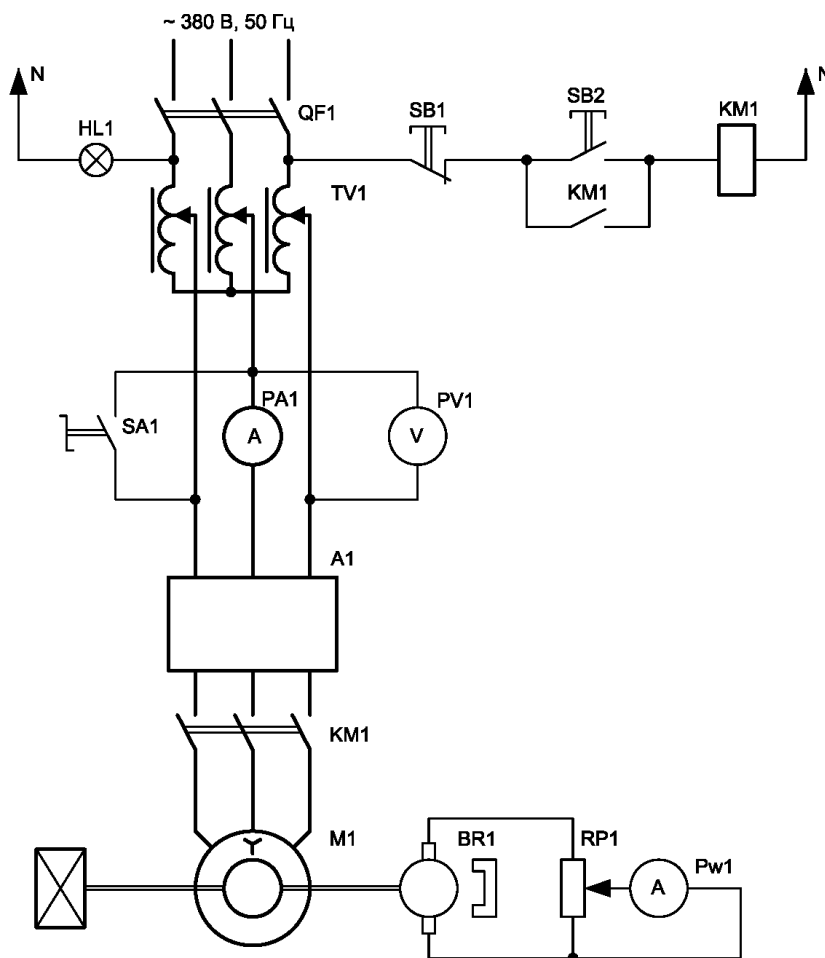 ~ 380 В, 50 Гц
N
N
HL1
QF1
SB1
SB2
KM1
TV1
KM1
SA1
PA1
PV1
A
V
A1
KM1
M1
BR1
RP1
Pw1
A